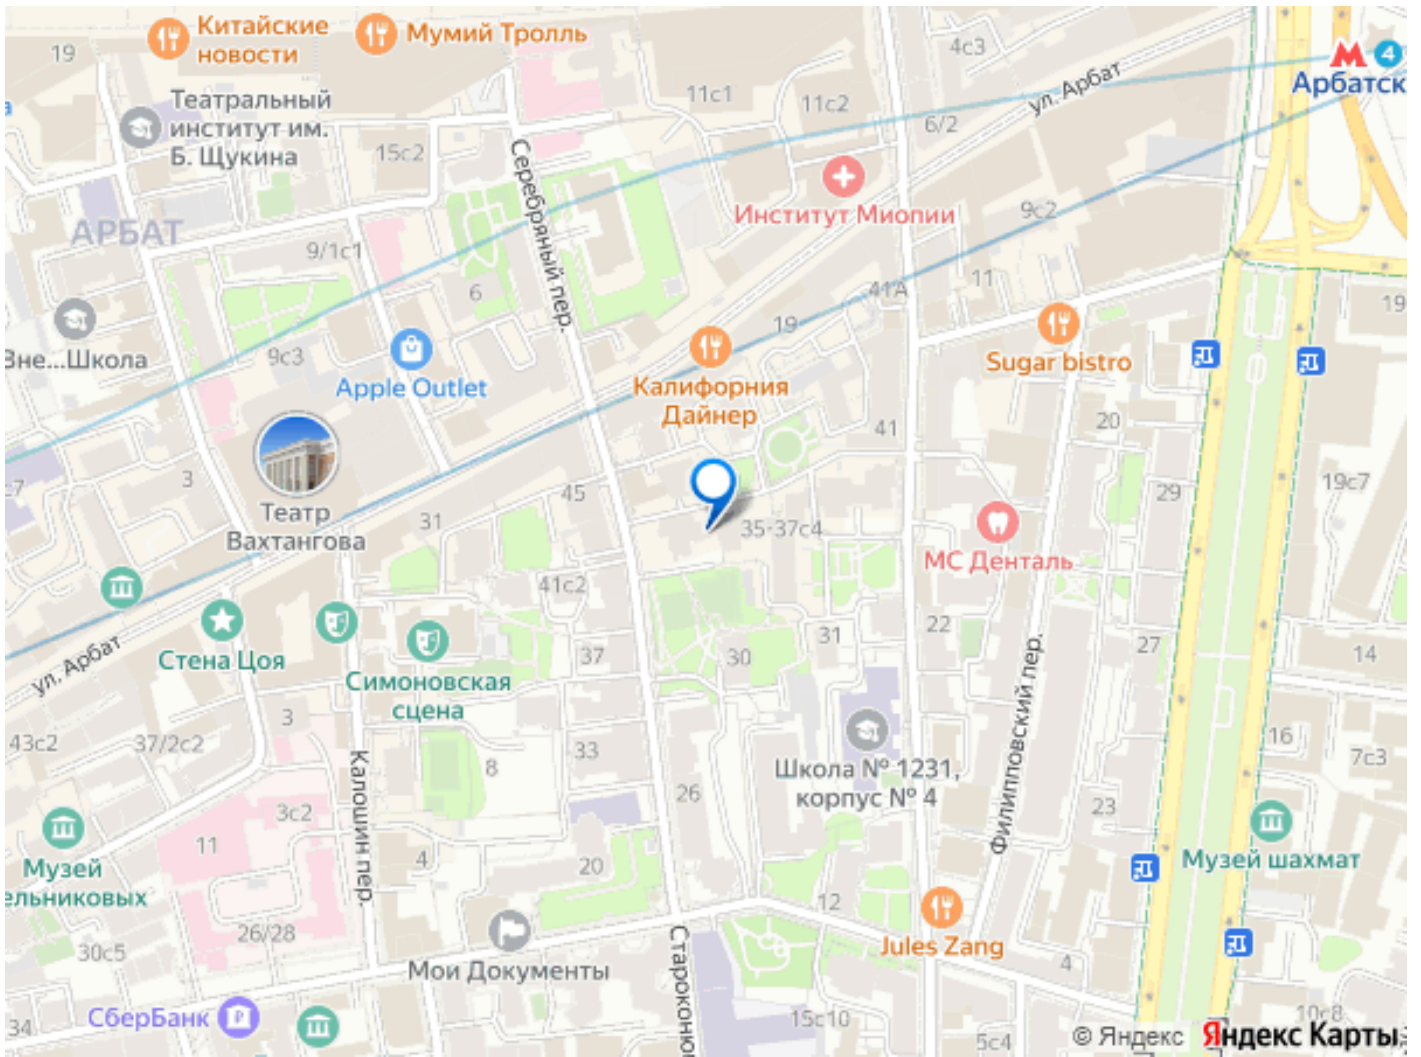 Китайские
новости
Мумий Тролль
19
4с3
4
Арбатск
Театральный
институт им.
Б. Щукина
15с2
11с1
11с2
ул. Арбат
6/2
Серебряный пер.
Институт Миопии
АРБАТ
9/1с1
9с2
6
11
41А
19
19
Вне...Школа
9с3
Apple Outlet
Калифорния
Дайнер
Sugar bistro
20
41
3
с7
Театр
Вахтангова
31
45
35-37с4
29
19с7
МС Денталь
41с2
ул. Арбат
Стена Цоя
Симоновская
сцена
37
30
31
22
27
14
Филипповский пер.
3
43с2
37/2с2
Калошин пер.
8
33
26
Школа № 1231,
корпус № 4
16
7с3
23
Музей шахмат
3с2
11
Музей
ельниковых
4
20
12
Jules Zang
26/28
30с5
Мои Документы
4
Староконю
СберБанк
34
15с10
5с4
10с8
© Яндекс
Яндекс Карты